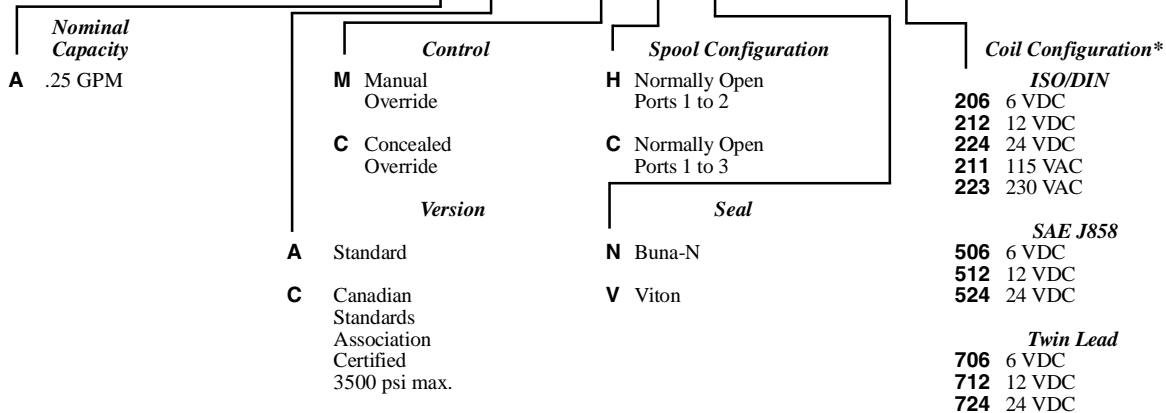 Nominal
Capacity
A .25 GPM
Control
M Manual
Override
C Concealed
Override
Version
A Standard
C Canadian
Standards
Association
Certified
3500 psi max.
Spool Configuration
H Normally Open
Ports 1 to 2
C Normally Open
Ports 1 to 3
Seal
N Buna-N
V Viton
Coil Configuration*
ISO/DIN
206 6 VDC
212 12 VDC
224 24 VDC
211 115 VAC
223 230 VAC
SAE J858
506 6 VDC
512 12 VDC
524 24 VDC
Twin Lead
706 6 VDC
712 12 VDC
724 24 VDC